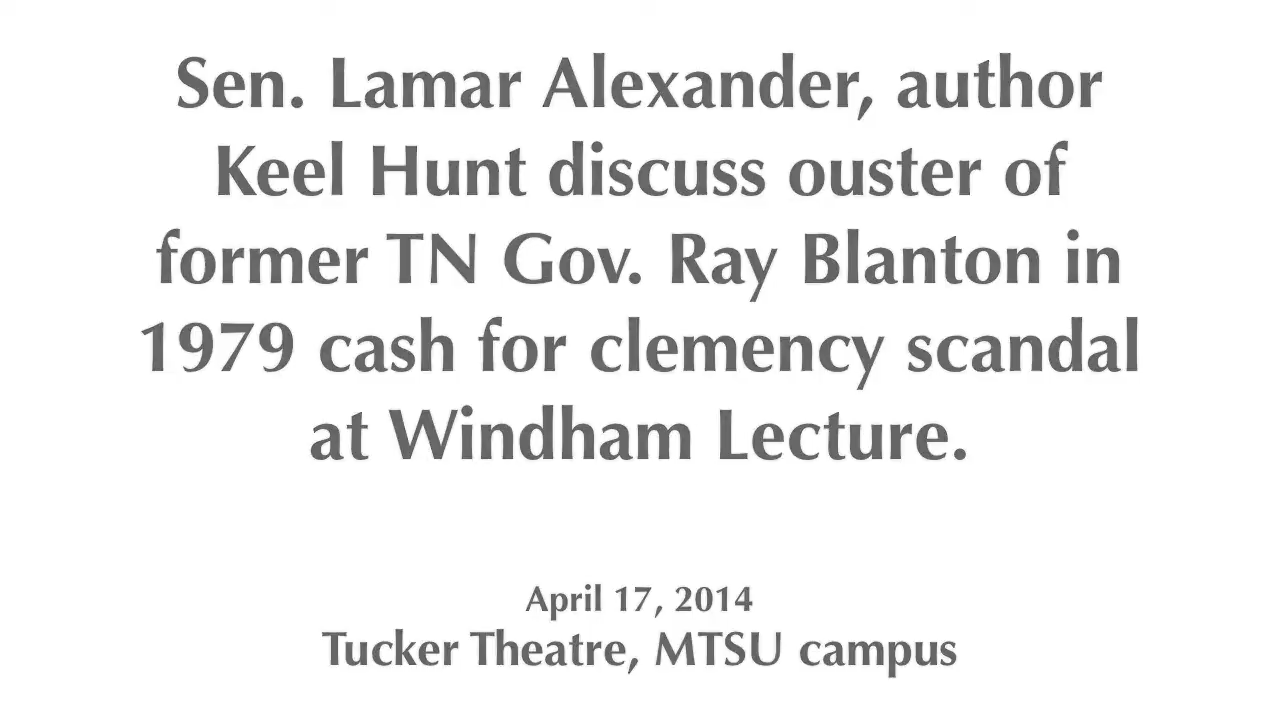 Sen. Lamar Alexander, author
Keel Hunt discuss ouster of
former TN Gov. Ray Blanton in
1979 cash for clemency scandal
at Windham Lecture.
April 17, 2014
Tucker Theatre, MTSU campus